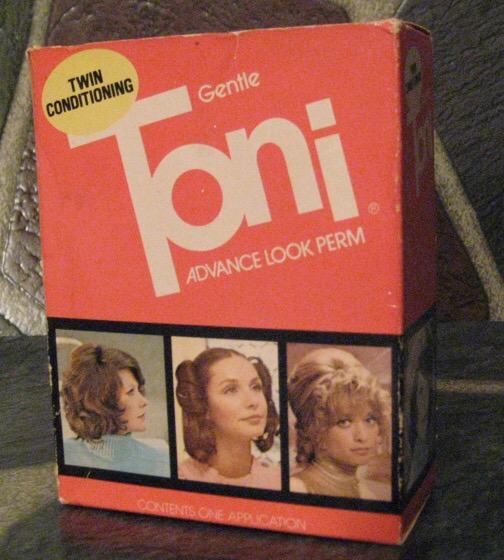 TWIN
CONDITIONING
Gentle
Toni®
ADVANCE LOOK PERM
CONTENTS ONE APPLICATION